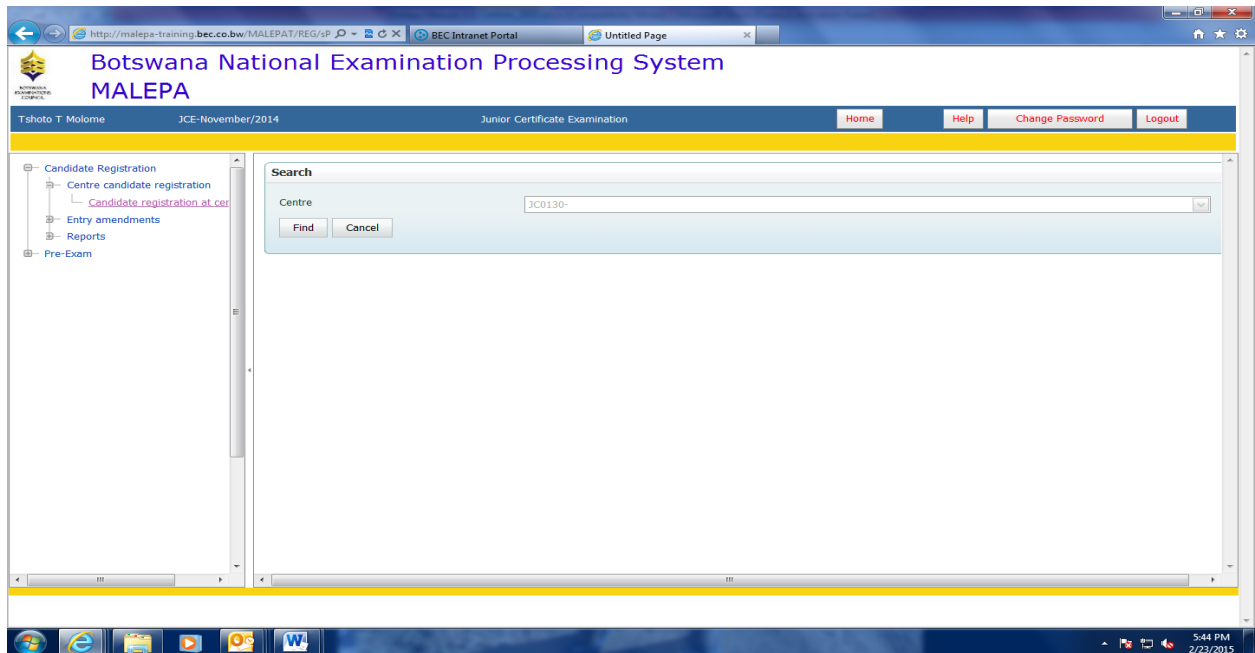 http://malepa-training.bec.co.bw/MALEPAT/REG/sP
BEC Intranet Portal
Untitled Page
BOTSWANA
EXAMINATIONS
COUNCIL
Botswana National Examination Processing System
MALEPA
Tshoto T Molome JCE-November/2014 Junior Certificate Examination Home Help Change Password Logout
Candidate Registration
Centre candidate registration
Candidate registration at cer
Entry amendments
Reports
Pre-Exam
Search
Centre JC0130-
Find Cancel
5:44 PM
2/23/2015